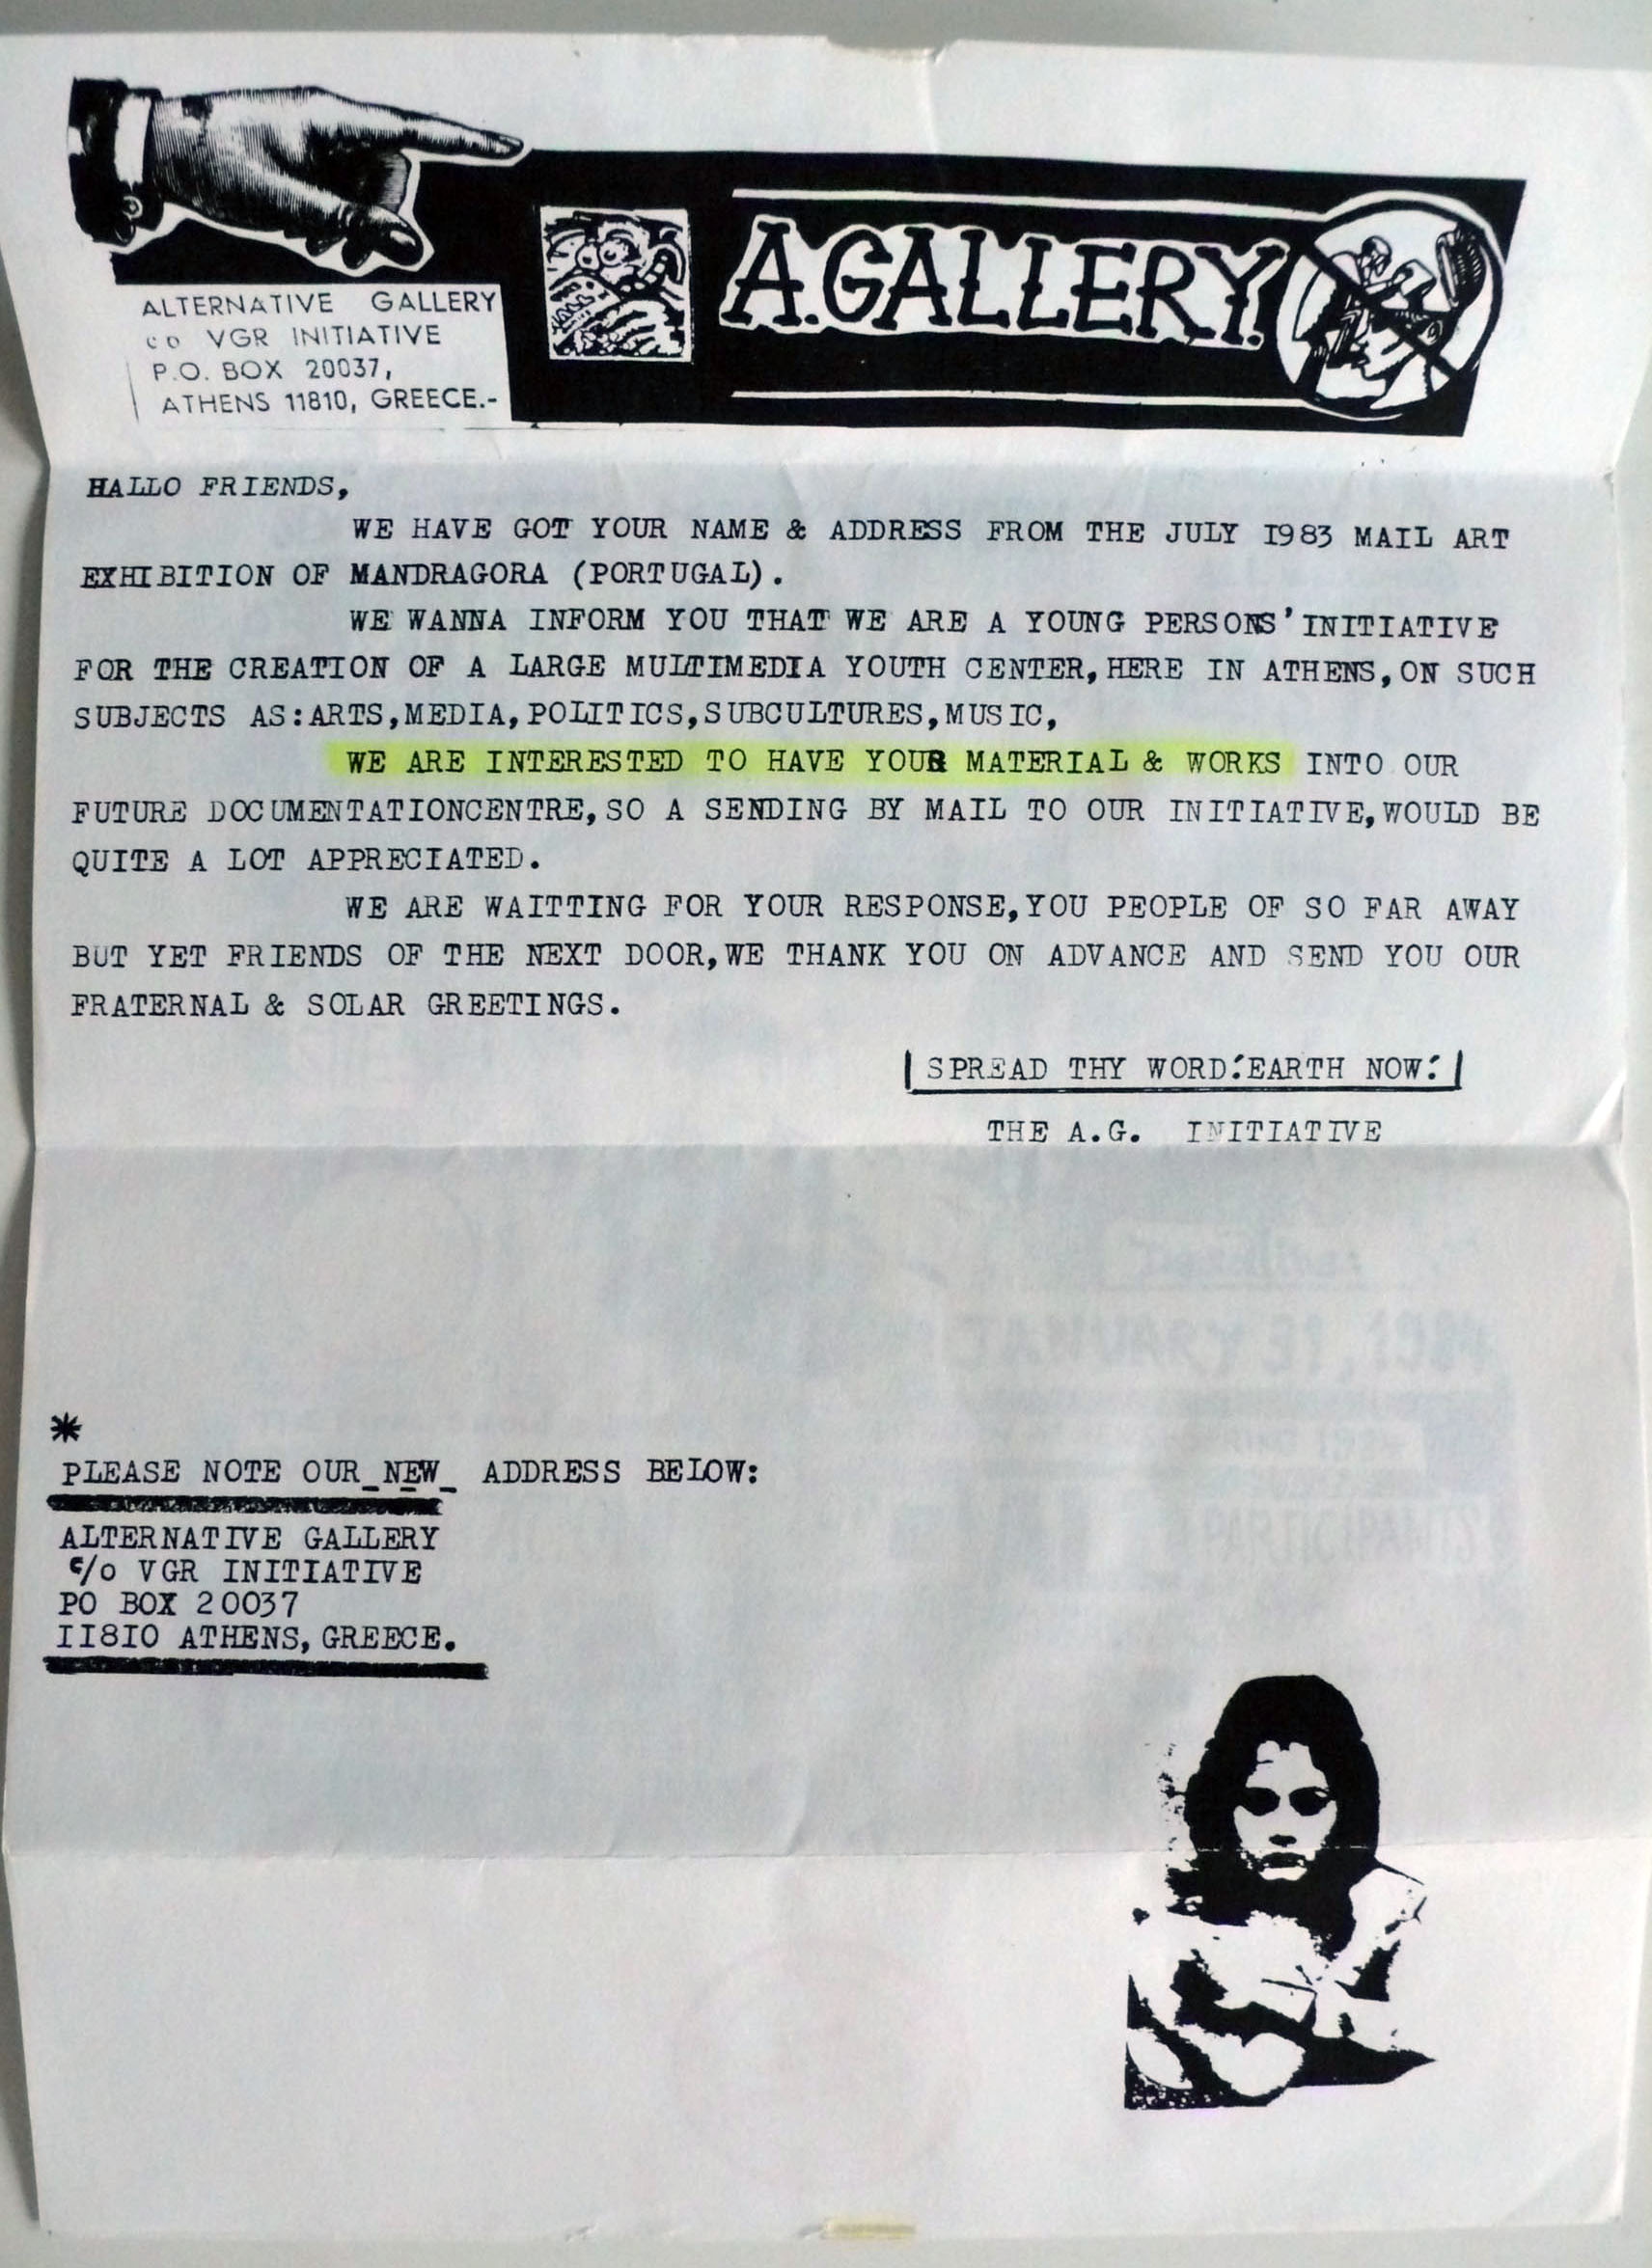 A.GALLERY.
ALTERNATIVE GALLERY
co VGR INITIATIVE
P.O. BOX 20037,
ATHENS 11810, GREECE.-
HALLO FRIENDS,
WE HAVE GOT YOUR NAME & ADDRESS FROM THE JULY I983 MAIL ART
EXHIBITION OF MANDRAGORA (PORTUGAL).
WE WANNA INFORM YOU THAT WE ARE A YOUNG PERSONS'INITIATIVE
FOR THE CREATION OF A LARGE MULTIMEDIA YOUTH CENTER,HERE IN ATHENS,ON SUCH
SUBJECTS AS:ARTS,MEDIA,POLITICS,SUBCULTURES,MUSIC,
WE ARE INTERESTED TO HAVE YOUR MATERIAL & WORKS INTO OUR
FUTURE DOCUMENTATIONCENTRE,SO A SENDING BY MAIL TO OUR INITIATIVE,WOULD BE
QUITE A LOT APPRECIATED.
WE ARE WAITTING FOR YOUR RESPONSE,YOU PEOPLE OF SO FAR AWAY
BUT YET FRIENDS OF THE NEXT DOOR,WE THANK YOU ON ADVANCE AND SEND YOU OUR
FRATERNAL & SOLAR GREETINGS.
SPREAD THY WORD!EARTH NOW!
THE A.G. INITIATIVE
*
PLEASE NOTE OUR _NEW_ ADDRESS BELOW:
ALTERNATIVE GALLERY
c/o VGR INITIATIVE
PO BOX 20037
II8IO ATHENS,GREECE.